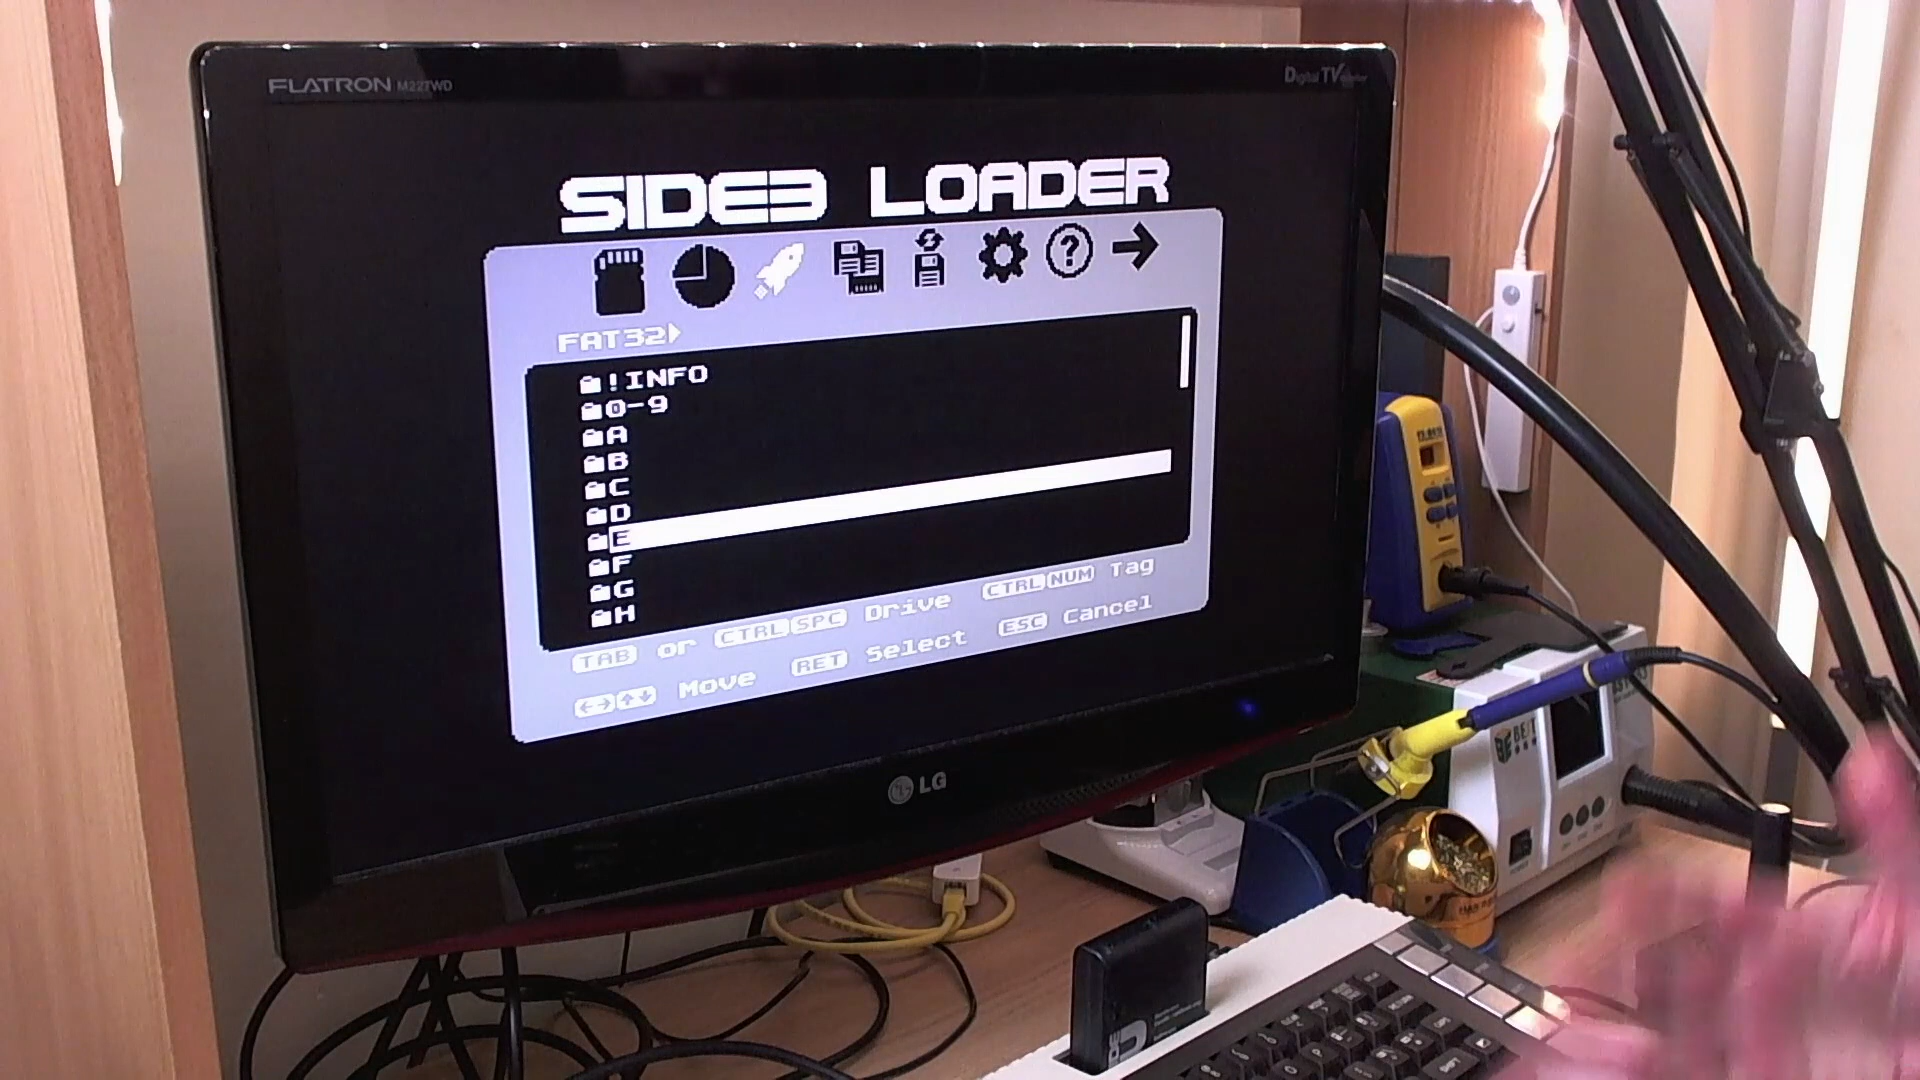 FLATRON M227WD
Digital TV
SIDE3 LOADER
FAT32
!INFO
0-9
A
B
C
D
E
F
G
H
TAB or CTRL SPC Drive CTRL NUM Tag
←→↑↓ Move RET Select ESC Cancel
LG
BEST